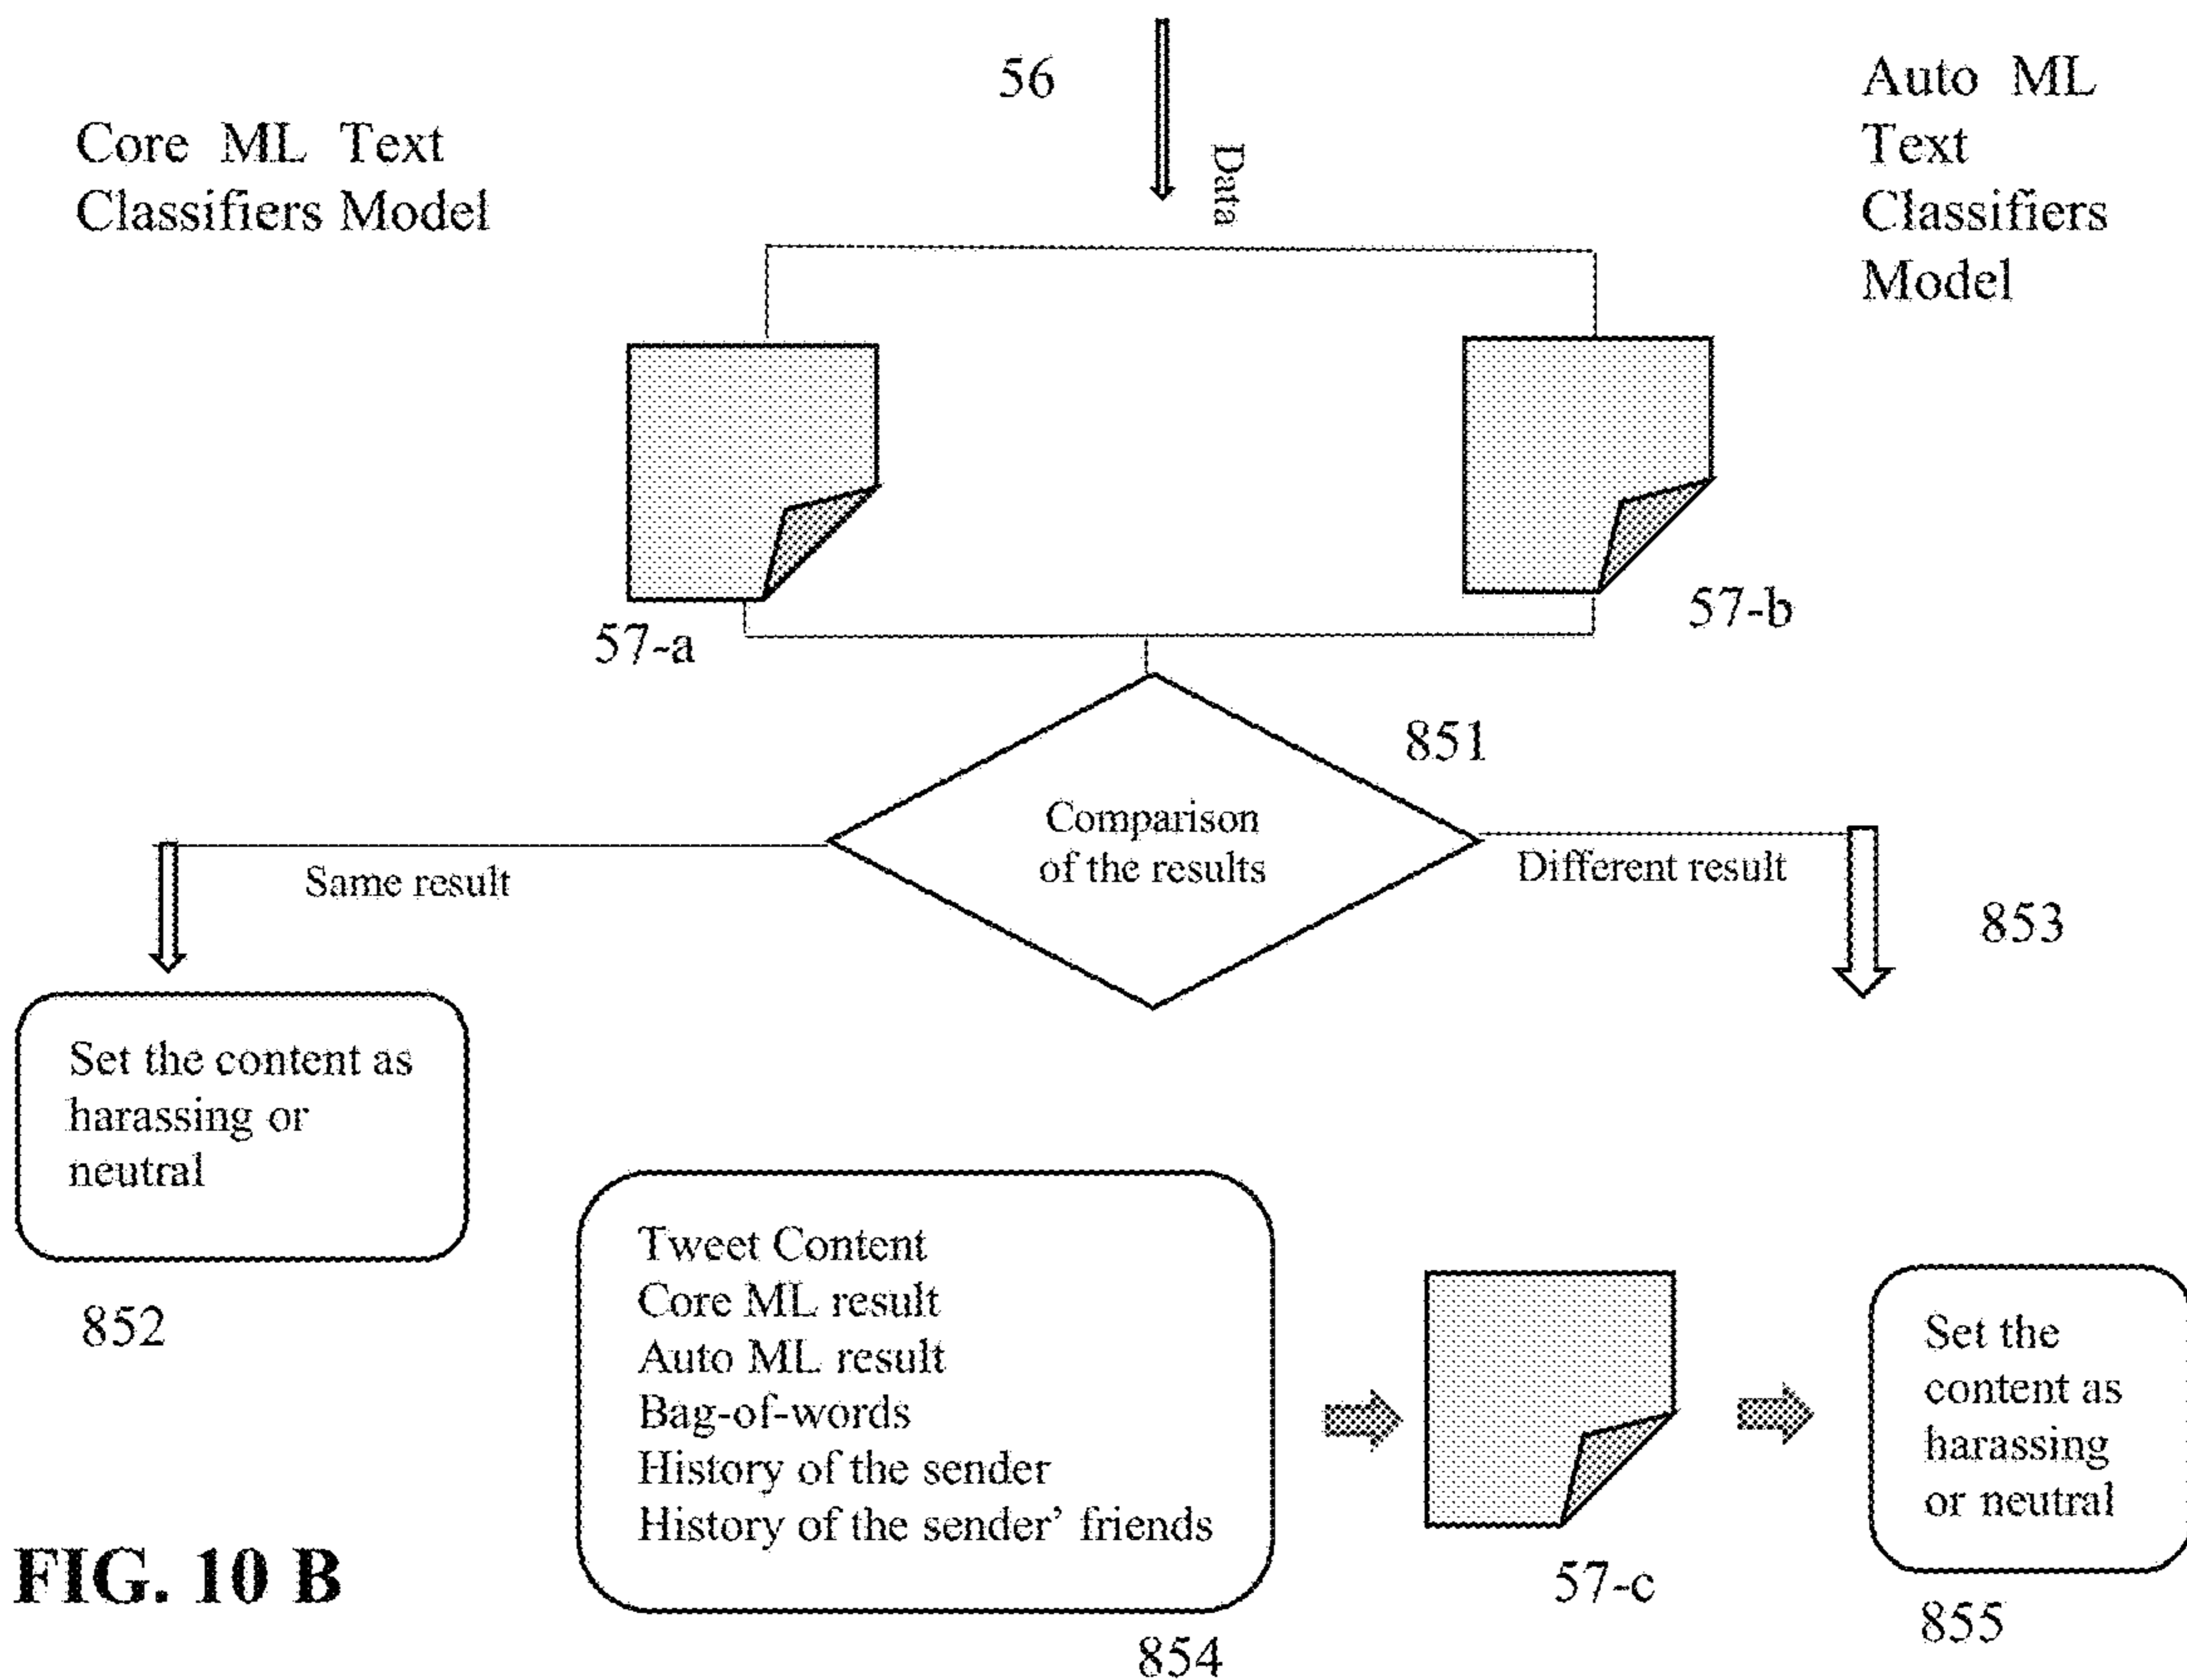 56
Data
Core ML Text
Classifiers Model
Auto ML
Text
Classifiers
Model
57-a
57-b
851
Comparison
of the results
Same result
Different result
853
Set the content as
harassing or
neutral
852
Tweet Content
Core ML result
Auto ML result
Bag-of-words
History of the sender
History of the sender' friends
854
57-c
Set the
content as
harassing
or neutral
855
FIG. 10 B